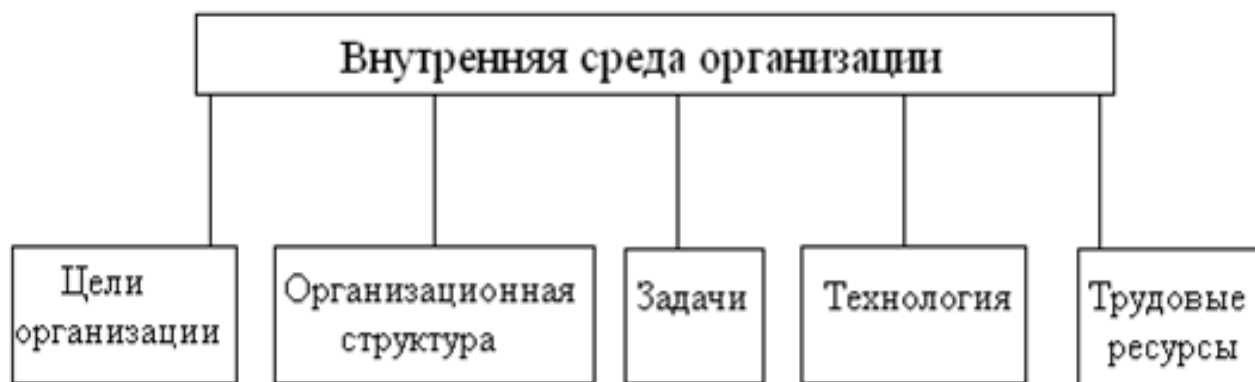 Внутренняя среда организации
Цели
организации
Организационная
структура
Задачи
Технология
Трудовые
ресурсы